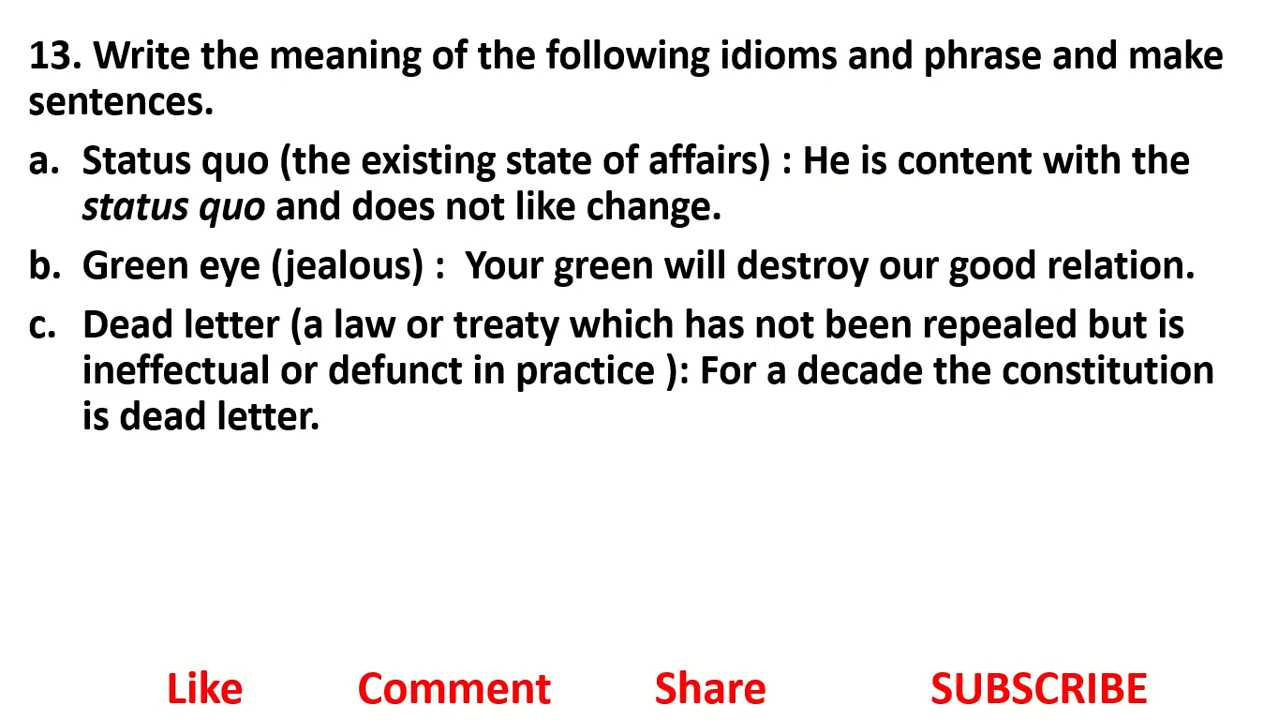 13. Write the meaning of the following idioms and phrase and make
sentences.
a. Status quo (the existing state of affairs) : He is content with the
status quo and does not like change.
b. Green eye (jealous) : Your green will destroy our good relation.
c. Dead letter (a law or treaty which has not been repealed but is
ineffectual or defunct in practice ): For a decade the constitution
is dead letter.
Like Comment Share SUBSCRIBE